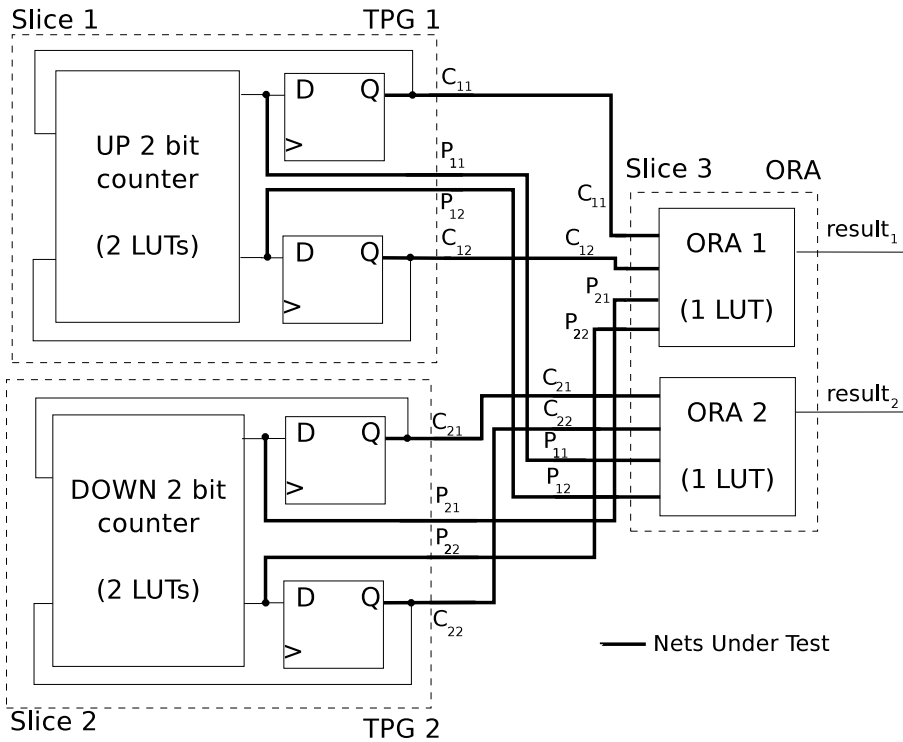 Slice 1
TPG 1
UP 2 bit
counter
(2 LUTs)
D
Q
>
C11
P11
P12
C12
D
Q
>
Slice 3
ORA
C11
C12
P21
P22
ORA 1
(1 LUT)
result1
C21
C22
P11
P12
ORA 2
(1 LUT)
result2
DOWN 2 bit
counter
(2 LUTs)
D
Q
>
C21
P21
P22
D
Q
>
C22
Nets Under Test
Slice 2
TPG 2